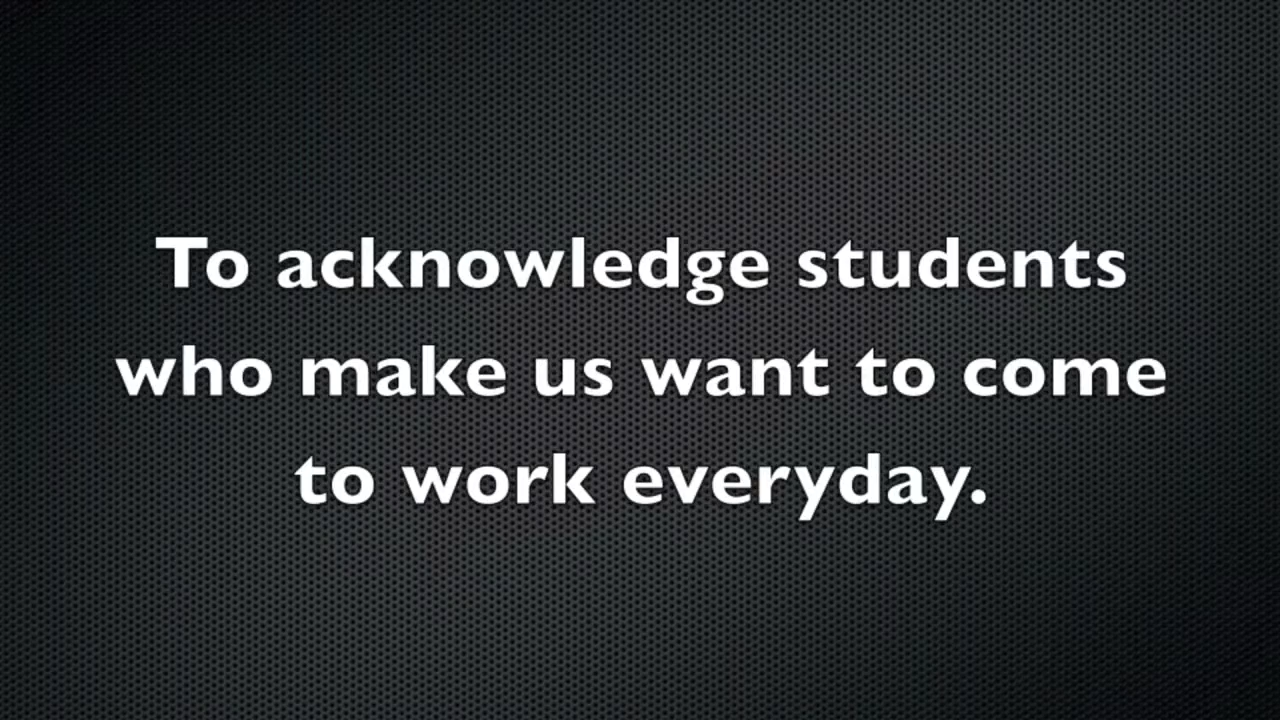 To acknowledge students
who make us want to come
to work everyday.